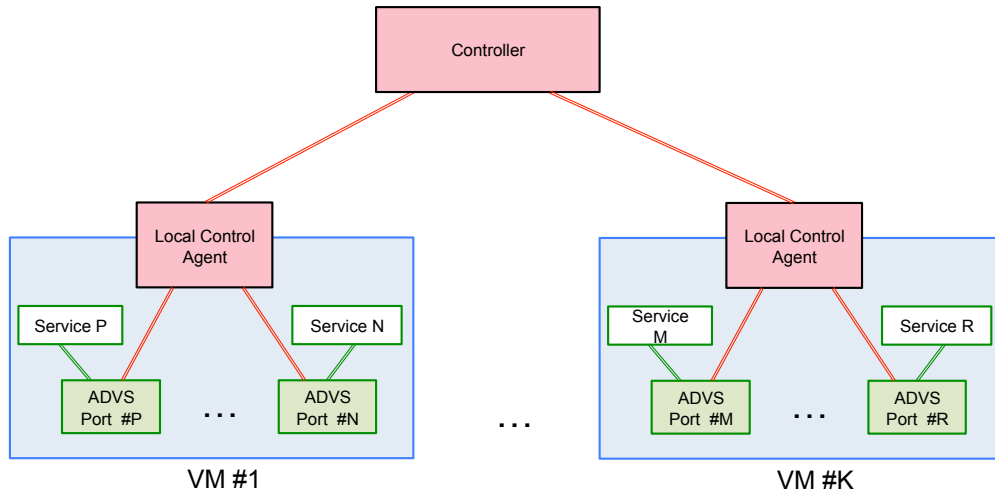 Controller
Local Control
Agent
Local Control
Agent
Service P
Service N
Service
M
Service R
ADVS
Port #P
...
ADVS
Port #N
...
ADVS
Port #M
...
ADVS
Port #R
VM #1
VM #K